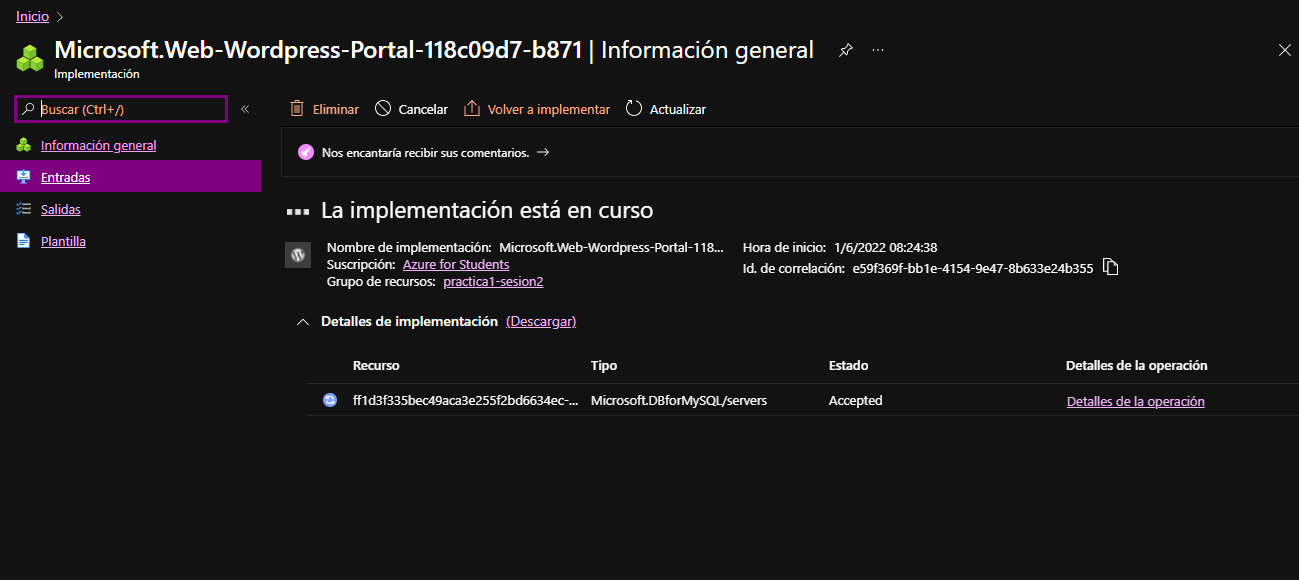 Inicio
Microsoft.Web-Wordpress-Portal-118c09d7-b871 | Información general
Implementación
Buscar (Ctrl+/)
Información general
Entradas
Salidas
Plantilla
Eliminar
Cancelar
Volver a implementar
Actualizar
Nos encantaría recibir sus comentarios.
La implementación está en curso
Nombre de implementación: Microsoft.Web-Wordpress-Portal-118...
Suscripción: Azure for Students
Grupo de recursos: practica1-sesion2
Hora de inicio: 1/6/2022 08:24:38
Id. de correlación: e59f369f-bb1e-4154-9e47-8b633e24b355
Detalles de implementación (Descargar)
Recurso Tipo Estado Detalles de la operación
ff1d3f335bec49aca3e255f2bd6634ec-... Microsoft.DBforMySQL/servers Accepted Detalles de la operación